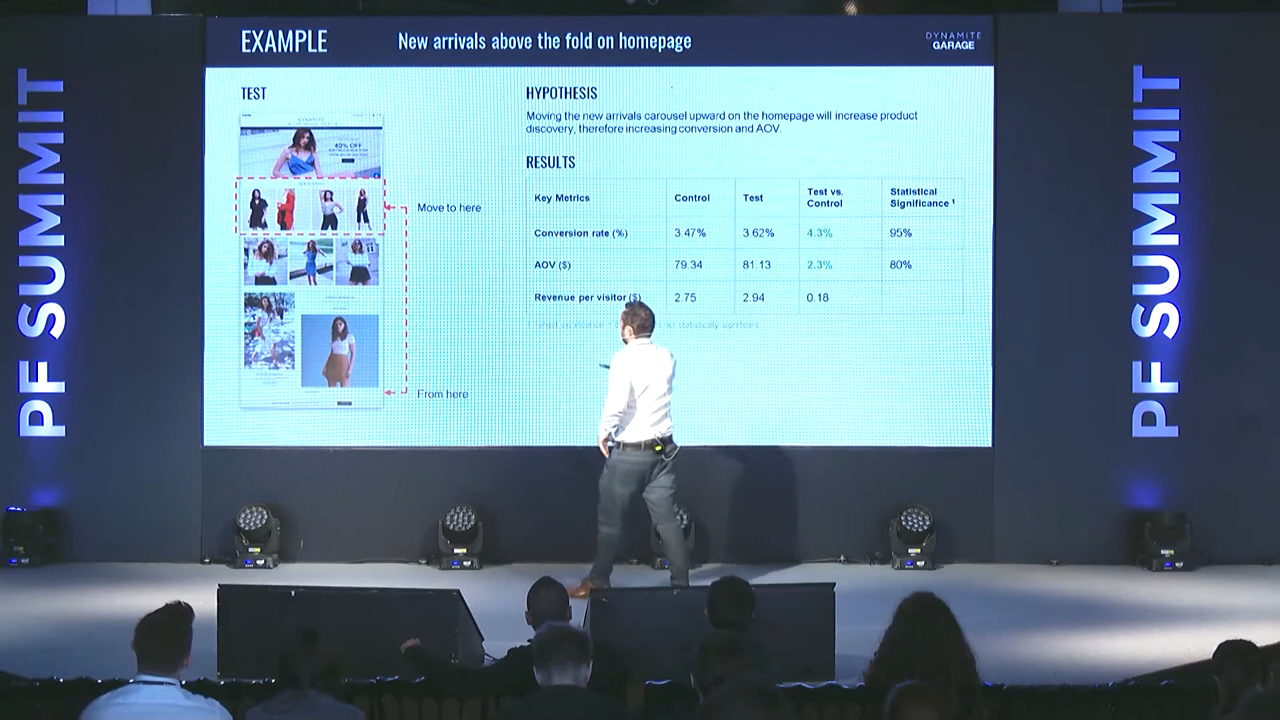 EXAMPLE
New arrivals above the fold on homepage
DYNAMITE
GARAGE
PF SUMMIT
TEST
40% OFF
Move to here
From here
HYPOTHESIS
Moving the new arrivals carousel upward on the homepage will increase product
discovery, therefore increasing conversion and AOV.
RESULTS
Key Metrics Control Test Test vs. Control Statistical Significance 1
Conversion rate (%) 3.47% 3.62% 4.3% 95%
AOV ($) 79.34 81.13 2.3% 80%
Revenue per visitor ($) 2.75 2.94 0.18
not statistically significant
PF SUMMIT